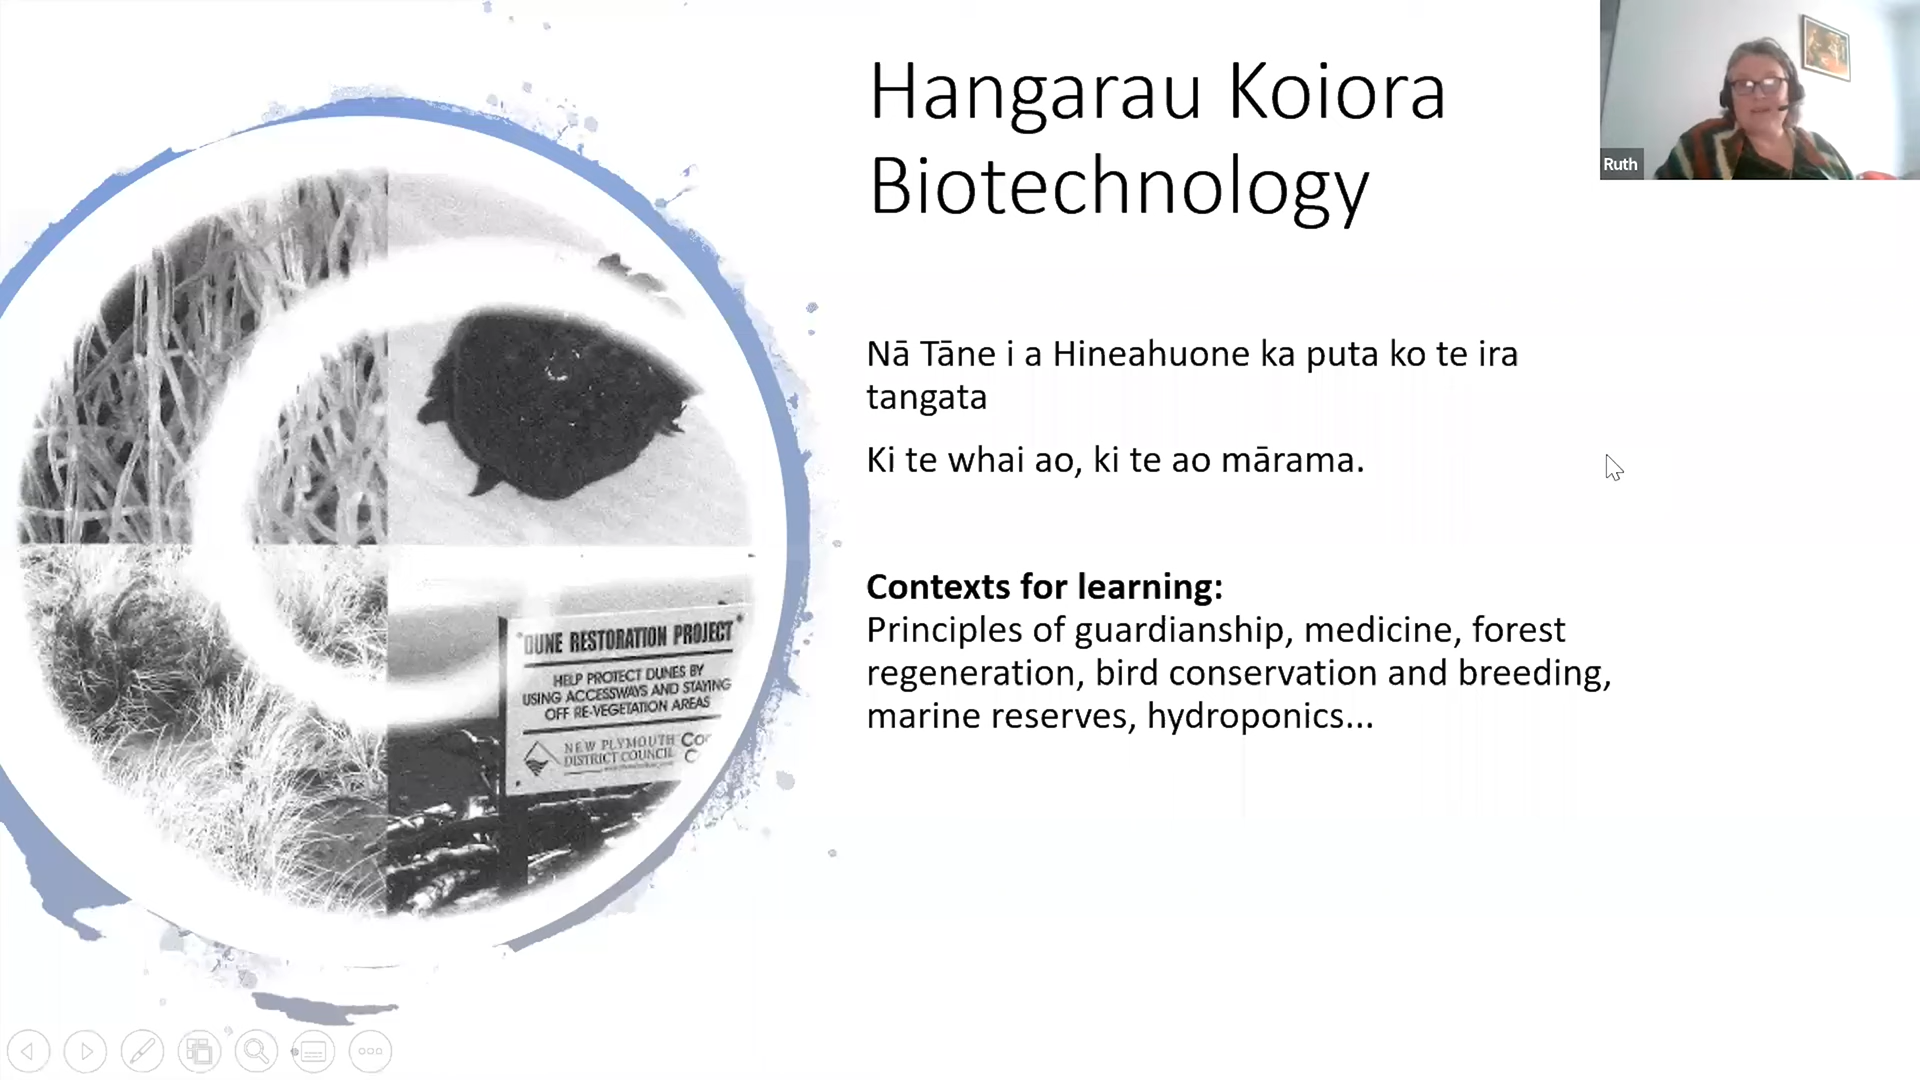 Hangarau Koiora
Biotechnology
Ruth
Nā Tāne i a Hineahuone ka puta ko te ira
tangata
Ki te whai ao, ki te ao mārama.
Contexts for learning:
Principles of guardianship, medicine, forest
regeneration, bird conservation and breeding,
marine reserves, hydroponics...
DUNE RESTORATION PROJECT
HELP PROTECT DUNES BY
USING ACCESSWAYS AND STAYING
OFF RE-VEGETATION AREAS
NEW PLYMOUTH
DISTRICT COUNCIL